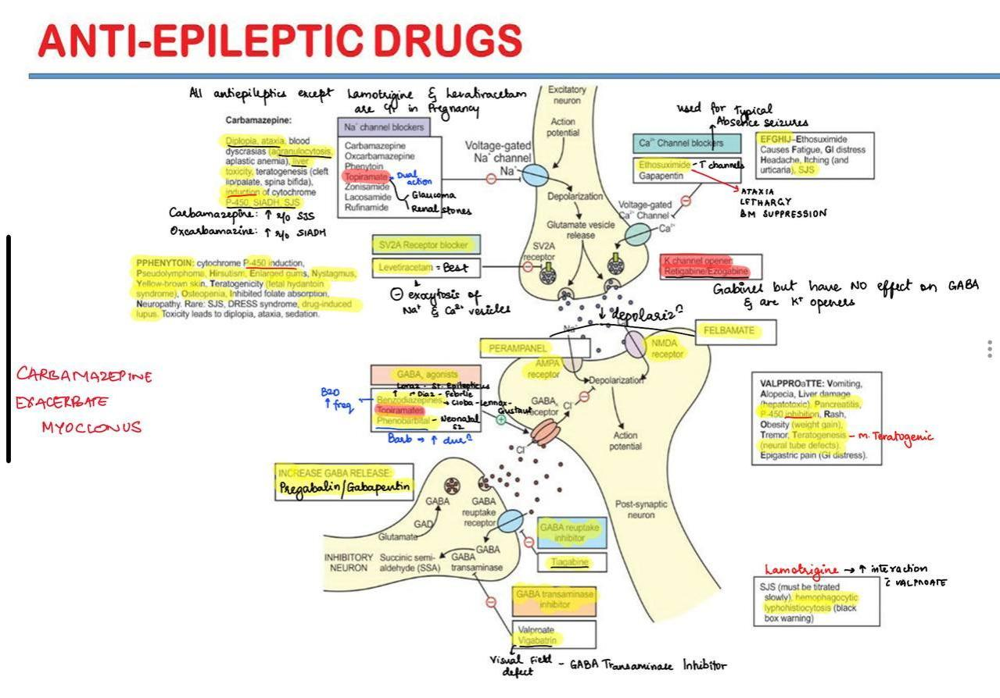 ANTI-EPILEPTIC DRUGS
All antiepileptics except Lamotrigine & Levatiracetam
are C/I in Pregnancy
Carbamazepine:
Diplopia, ataxia, blood
dyscrasias (agranulocytosis,
aplastic anemia), liver
toxicity, teratogenesis (cleft
lip/palate, spina bifida),
induction of cytochrome
P-450, SIADH, SJS
Carbamazepine: ↑ r/o SJS
Oxcarbamazine: ↑ r/o SIADH
Na+ channel blockers
Carbamazepine
Oxcarbamazepine
Phenytoin
Topiramate
Zonisamide
Lacosamide
Rufinamide
Dual
action
Glaucoma
Renal stones
Excitatory
neuron
Action
potential
Voltage-gated
Na+ channel
Na+
Depolarization
Glutamate vesicle
release
SV2A
receptor
used for Typical
Absence seizures
Ca2+ Channel blockers
Ethosuximide - T channels
Gabapentin
ATAXIA
LETHARGY
BM SUPPRESSION
Voltage-gated
Ca2+ Channel
Ca2+
EFGHIJ–Ethosuximide
Causes Fatigue, GI distress
Headache, Itching (and
urticaria), SJS
PPHENYTOIN: cytochrome P-450 induction,
Pseudolymphoma, Hirsutism, Enlarged gums, Nystagmus,
Yellow-brown skin, Teratogenicity (fetal hydantoin
syndrome), Osteopenia, Inhibited folate absorption,
Neuropathy. Rare: SJS, DRESS syndrome, drug-induced
lupus. Toxicity leads to diplopia, ataxia, sedation.
SV2A Receptor blocker
Levetiracetam = Best
⊖ exocytosis of
Na+ & Ca2+ vesicles
K channel opener
Retigabine/Ezogabine
Gabines but have NO effect on GABA
& are K+ openers
↓ depolarizn
Na+
PERAMPANEL
FELBAMATE
AMPA
receptor
NMDA
receptor
Depolarization
CARBAMAZEPINE
EXACERBATE
MYOCLONUS
GABA, agonists
Loraz - St. Epilepticus
Diaz - Febrile
Benzodiazepines → Cloba - Lennox-
Gustaut
Topiramates
Phenobarbital - Neonatal
SZ
BZD
↑ freq
Barb → ↑ durn
GABA,
receptor
Cl-
Cl-
Action
potential
VALPPROaTTE: Vomiting,
Alopecia, Liver damage
(hepatotoxic), Pancreatitis,
P-450 inhibition, Rash,
Obesity (weight gain),
Tremor, Teratogenesis
(neural tube defects).
Epigastric pain (GI distress).
- m. Teratogenic
INCREASE GABA RELEASE:
Pregabalin/Gabapentin
GABA
GAD
Glutamate
GABA
reuptake
receptor
GABA
INHIBITORY
NEURON
Succinic semi-
aldehyde (SSA)
GABA
transaminase
Post-synaptic
neuron
GABA reuptake
inhibitor
Tiagabine
GABA transaminase
inhibitor
Valproate
Vigabatrin
Visual Field
defect
- GABA Transaminase Inhibitor
Lamotrigine → ↑ interaction
c̄ VALPROATE
SJS (must be titrated
slowly), hemophagocytic
lyphohistiocytosis (black
box warning)